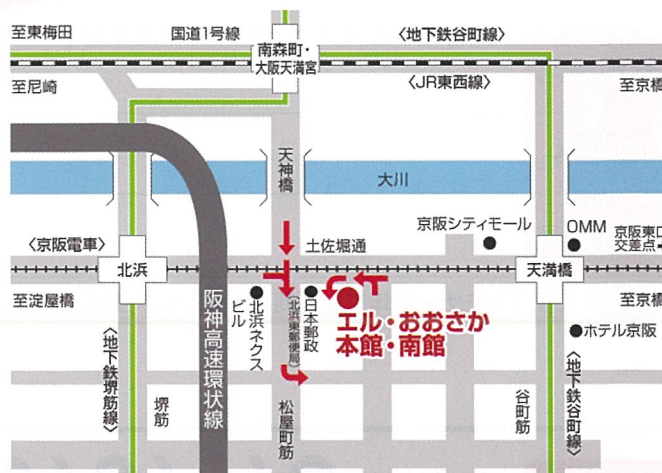 至東梅田
国道1号線
南森町・
大阪天満宮
〈地下鉄谷町線〉
〈JR東西線〉
至尼崎
至京橋
天神橋
大川
京阪シティモール
OMM
京阪東口
交差点
〈京阪電車〉
北浜
土佐堀通
天満橋
至淀屋橋
至京橋
阪神高速環状線
北浜ネクス
ビル
日本郵政
(北浜東郵便局)
エル・おおさか
本館・南館
ホテル京阪
〈地下鉄堺筋線〉
堺筋
松屋町筋
谷町筋
〈地下鉄谷町線〉